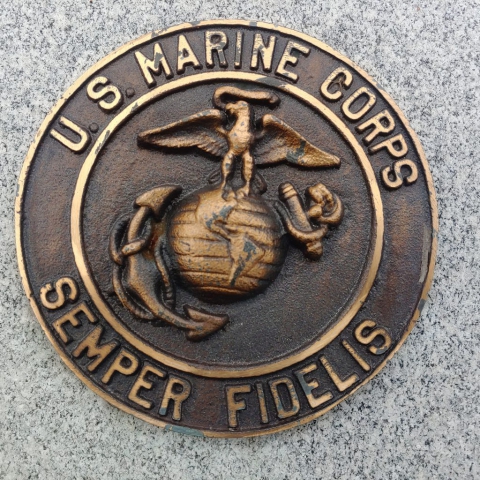 U.S. MARINE CORPS
SEMPER FIDELIS